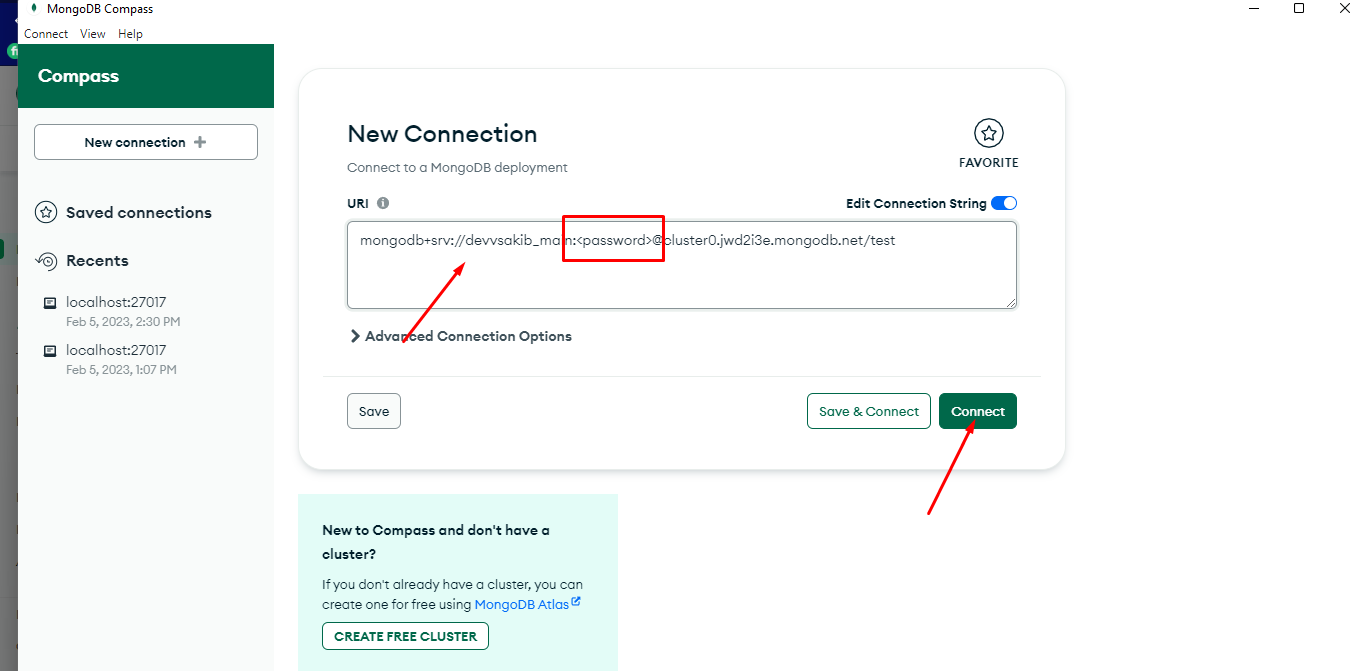 MongoDB Compass
Connect View Help
Compass
New connection
Saved connections
Recents
localhost:27017
Feb 5, 2023, 2:30 PM
localhost:27017
Feb 5, 2023, 1:07 PM
New Connection
Connect to a MongoDB deployment
FAVORITE
URI
Edit Connection String
mongodb+srv://devvsakib_main:<password>@cluster0.jwd2i3e.mongodb.net/test
Advanced Connection Options
Save
Save & Connect
Connect
New to Compass and don't have a
cluster?
If you don't already have a cluster, you can
create one for free using MongoDB Atlas
CREATE FREE CLUSTER